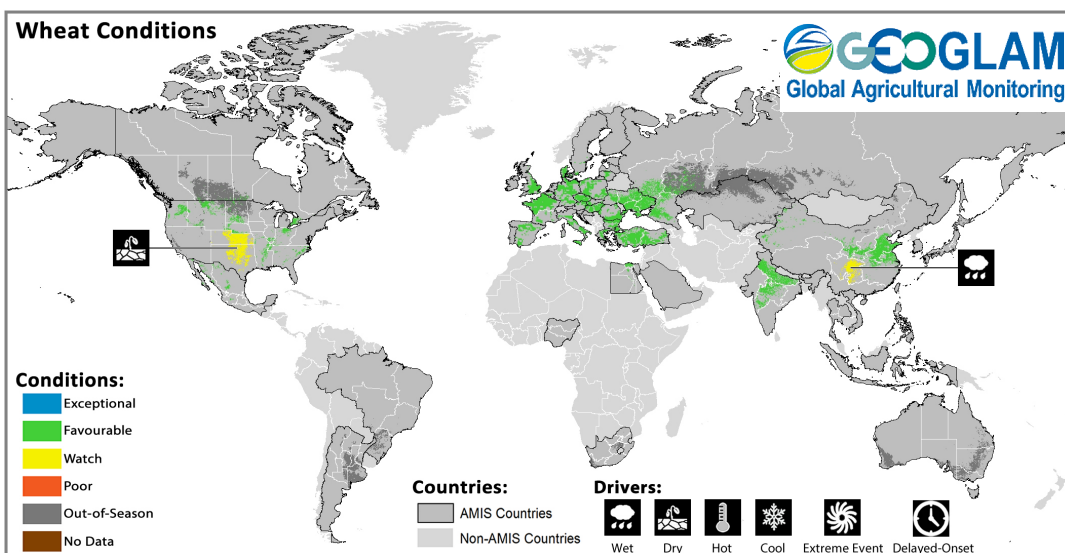 Wheat Conditions
GEOGLAM
Global Agricultural Monitoring
Conditions:
Exceptional
Favourable
Watch
Poor
Out-of-Season
No Data
Countries:
AMIS Countries
Non-AMIS Countries
Drivers:
Wet Dry Hot Cool Extreme Event Delayed-Onset